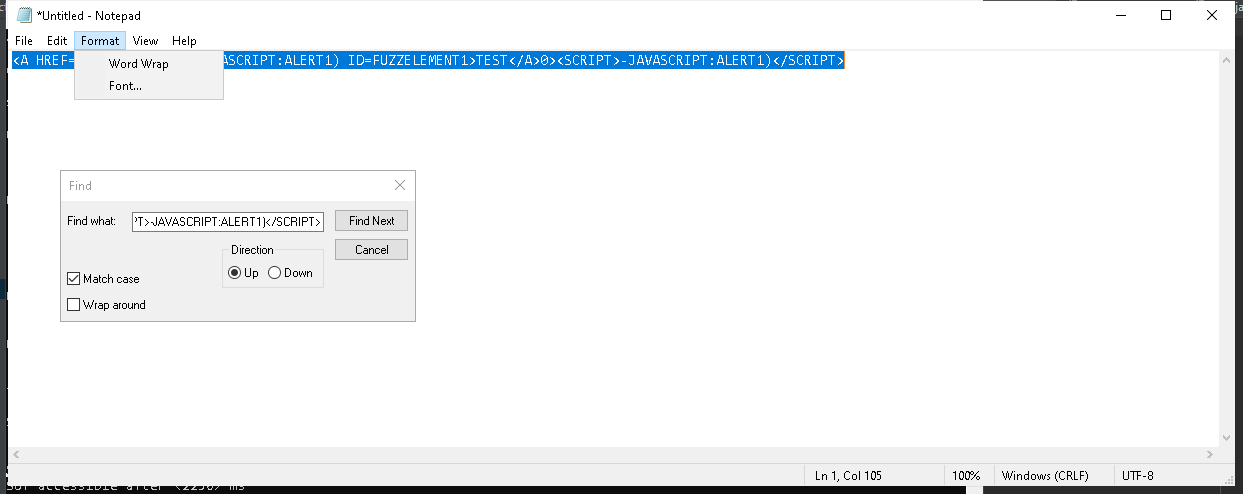 *Untitled - Notepad
File Edit Format View Help
<A HREF= ASCRIPT:ALERT1) ID=FUZZELEMENT1>TEST</A>0><SCRIPT>-JAVASCRIPT:ALERT1)</SCRIPT>
Word Wrap
Font...
Find
Find what: T>-JAVASCRIPT:ALERT1)</SCRIPT> Find Next
Direction Cancel
Up Down
Match case
Wrap around
Ln 1, Col 105 100% Windows (CRLF) UTF-8
accessible after <2250> ms